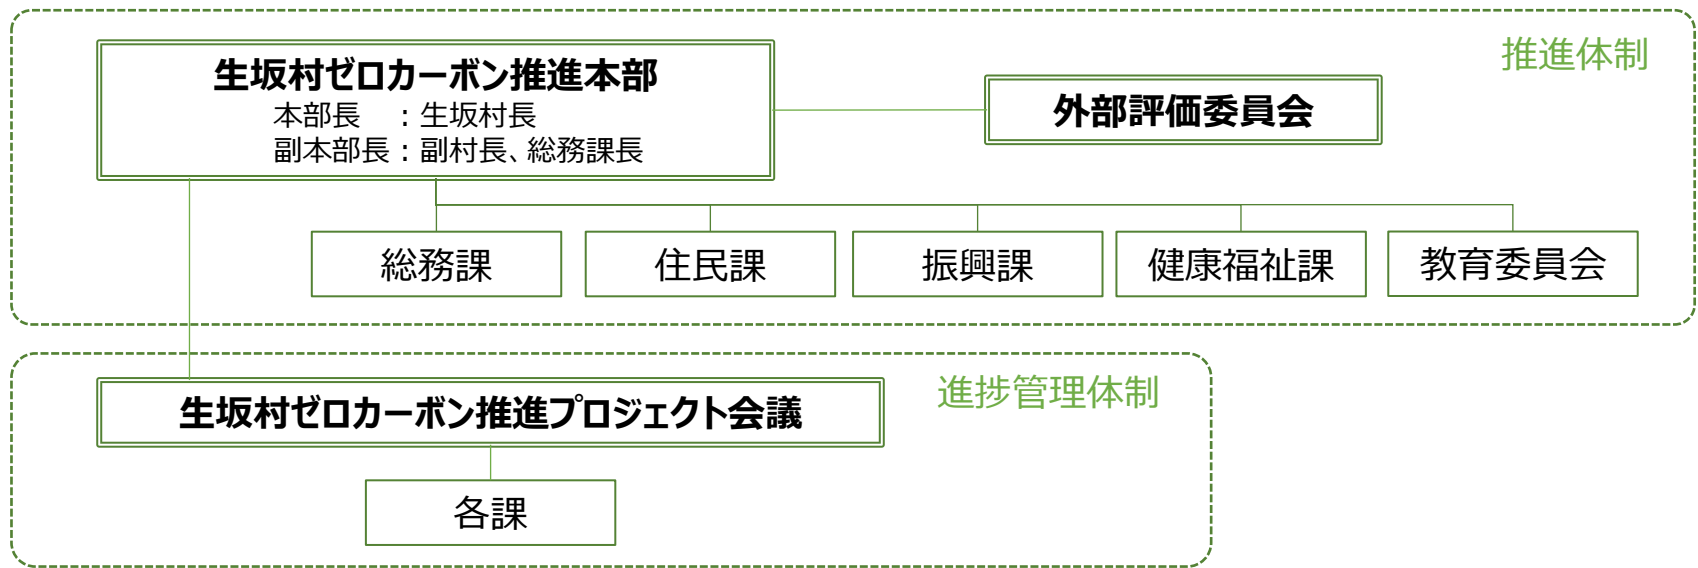 推進体制
生坂村ゼロカーボン推進本部
本部長　：生坂村長
副本部長：副村長、総務課長
外部評価委員会
総務課
住民課
振興課
健康福祉課
教育委員会
進捗管理体制
生坂村ゼロカーボン推進プロジェクト会議
各課